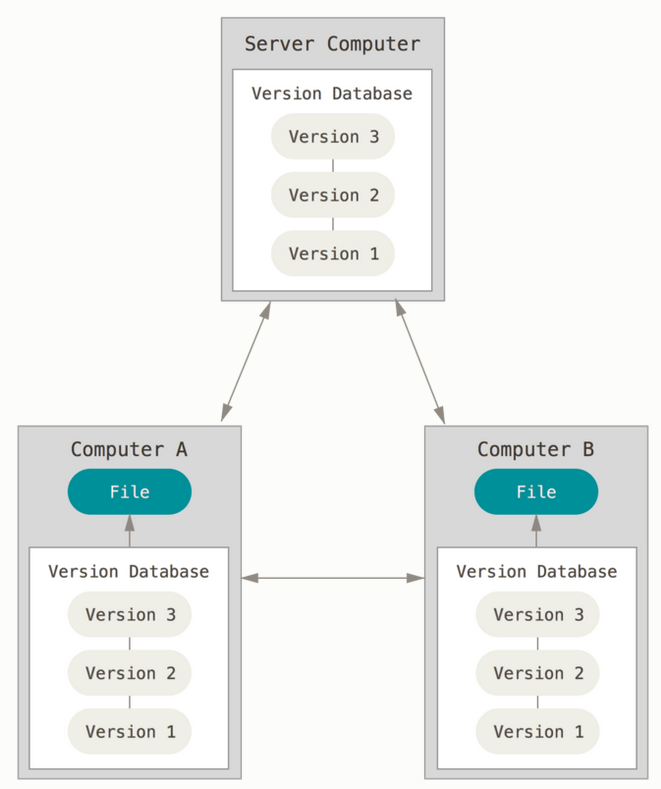 Server Computer
Version Database
Version 3
Version 2
Version 1
Computer A
File
Version Database
Version 3
Version 2
Version 1
Computer B
File
Version Database
Version 3
Version 2
Version 1